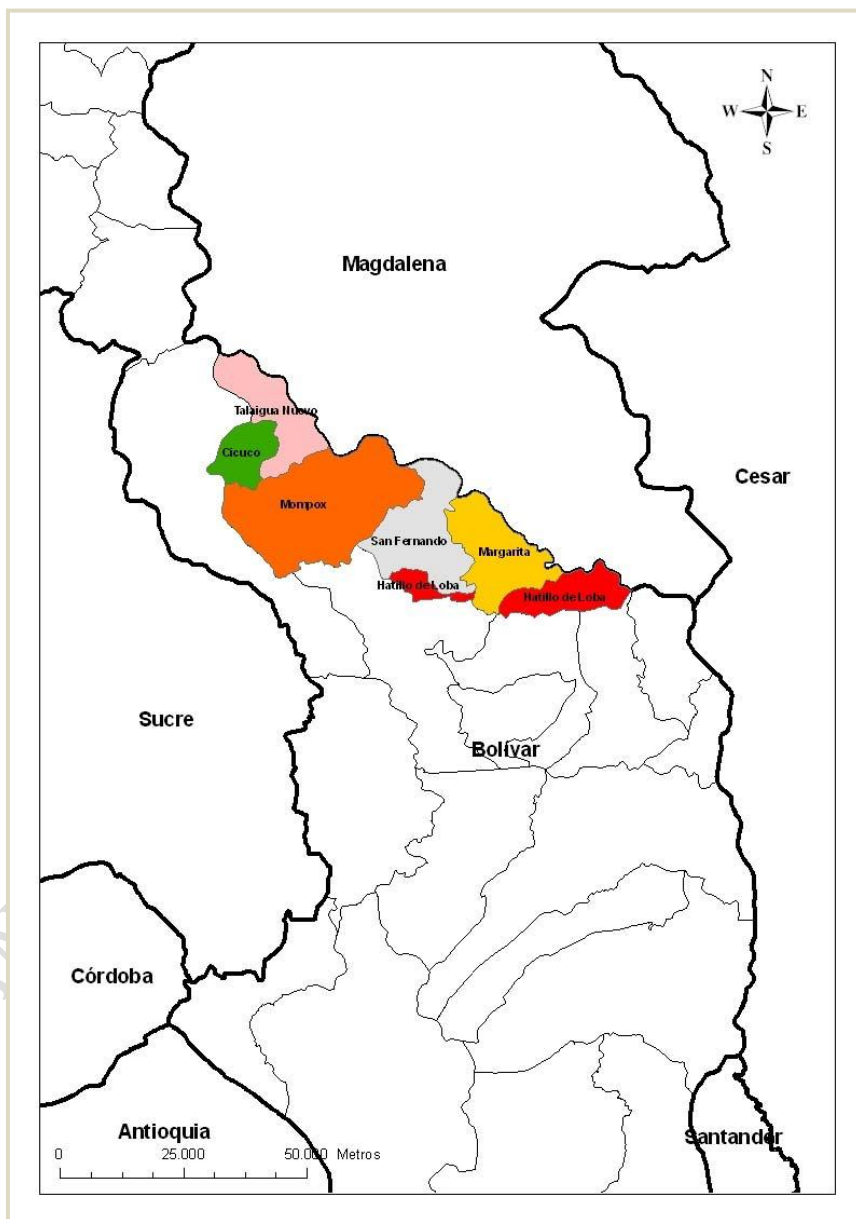 N
W E
S
Magdalena
Talaigua Nuevo
Cicuco
Cesar
Mompox
San Fernando
Margarita
Hatillo de Loba
Hatillo de Loba
Sucre
Bolívar
Córdoba
Antioquia
Santander
0 25.000 50.000 Metros